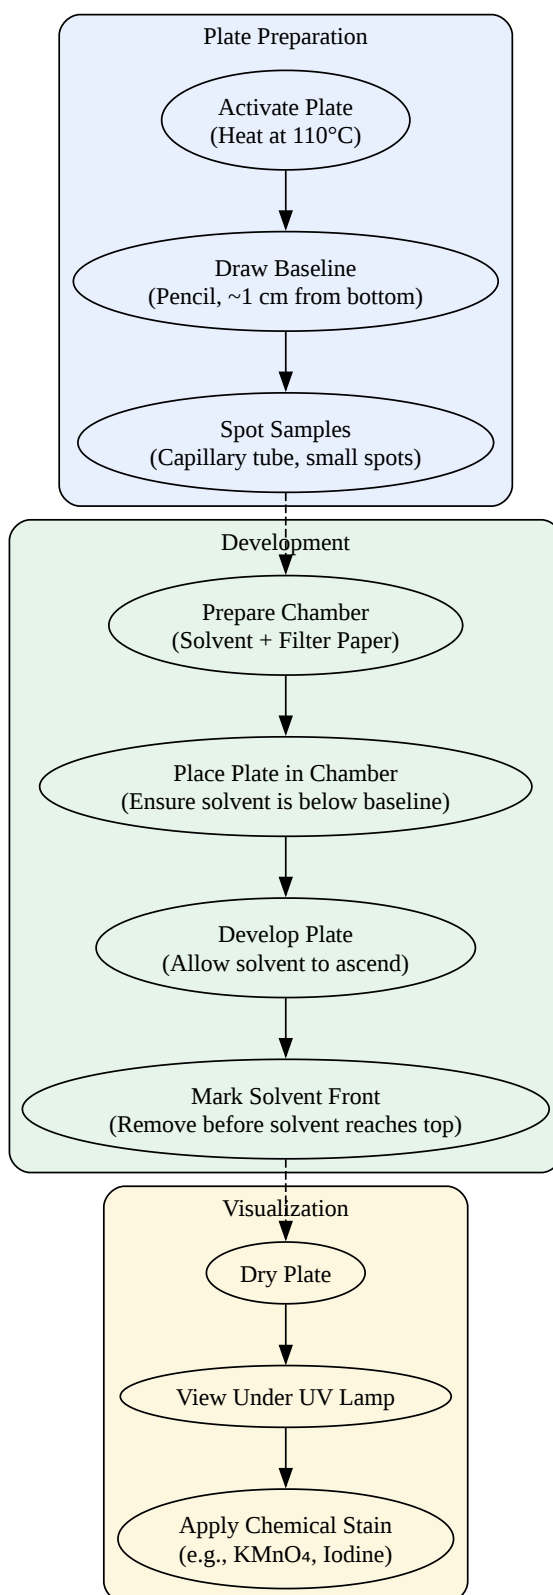 Plate Preparation
Activate Plate
(Heat at 110°C)
Draw Baseline
(Pencil, ~1 cm from bottom)
Spot Samples
(Capillary tube, small spots)
Development
Prepare Chamber
(Solvent + Filter Paper)
Place Plate in Chamber
(Ensure solvent is below baseline)
Develop Plate
(Allow solvent to ascend)
Mark Solvent Front
(Remove before solvent reaches top)
Visualization
Dry Plate
View Under UV Lamp
Apply Chemical Stain
(e.g., KMnO₄, Iodine)